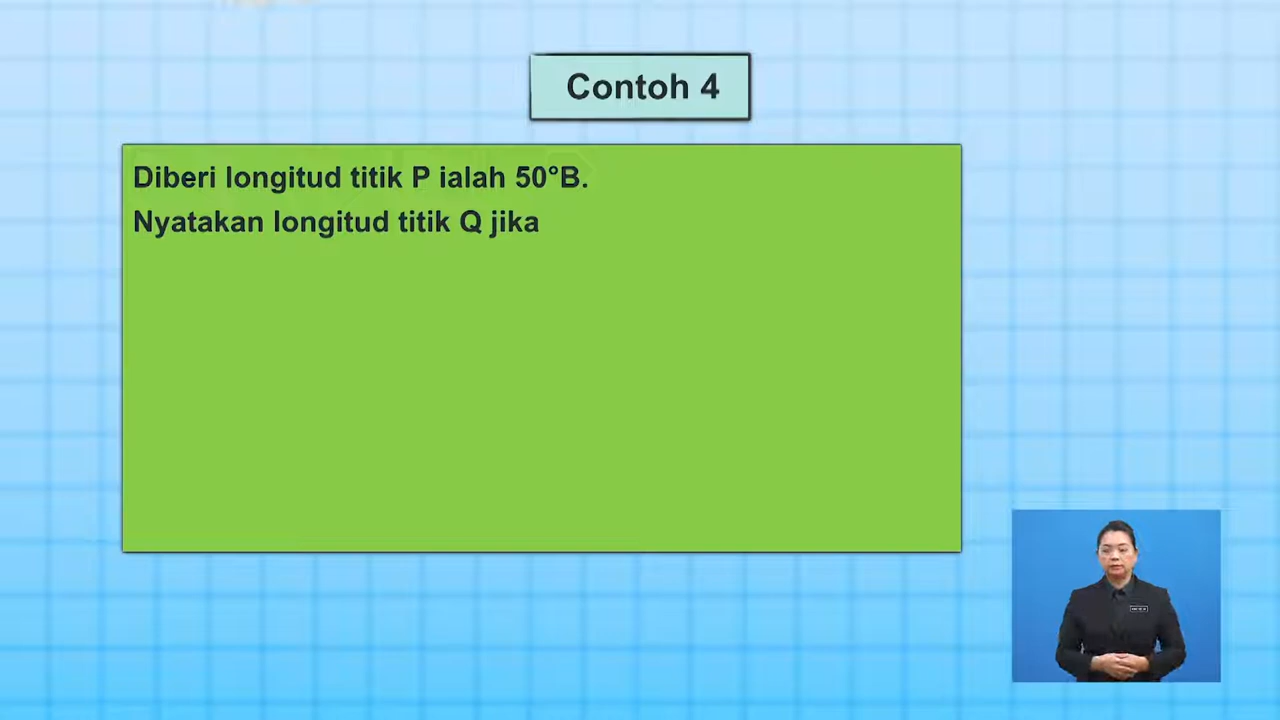 Contoh 4
Diberi longitud titik P ialah 50°B.
Nyatakan longitud titik Q jika